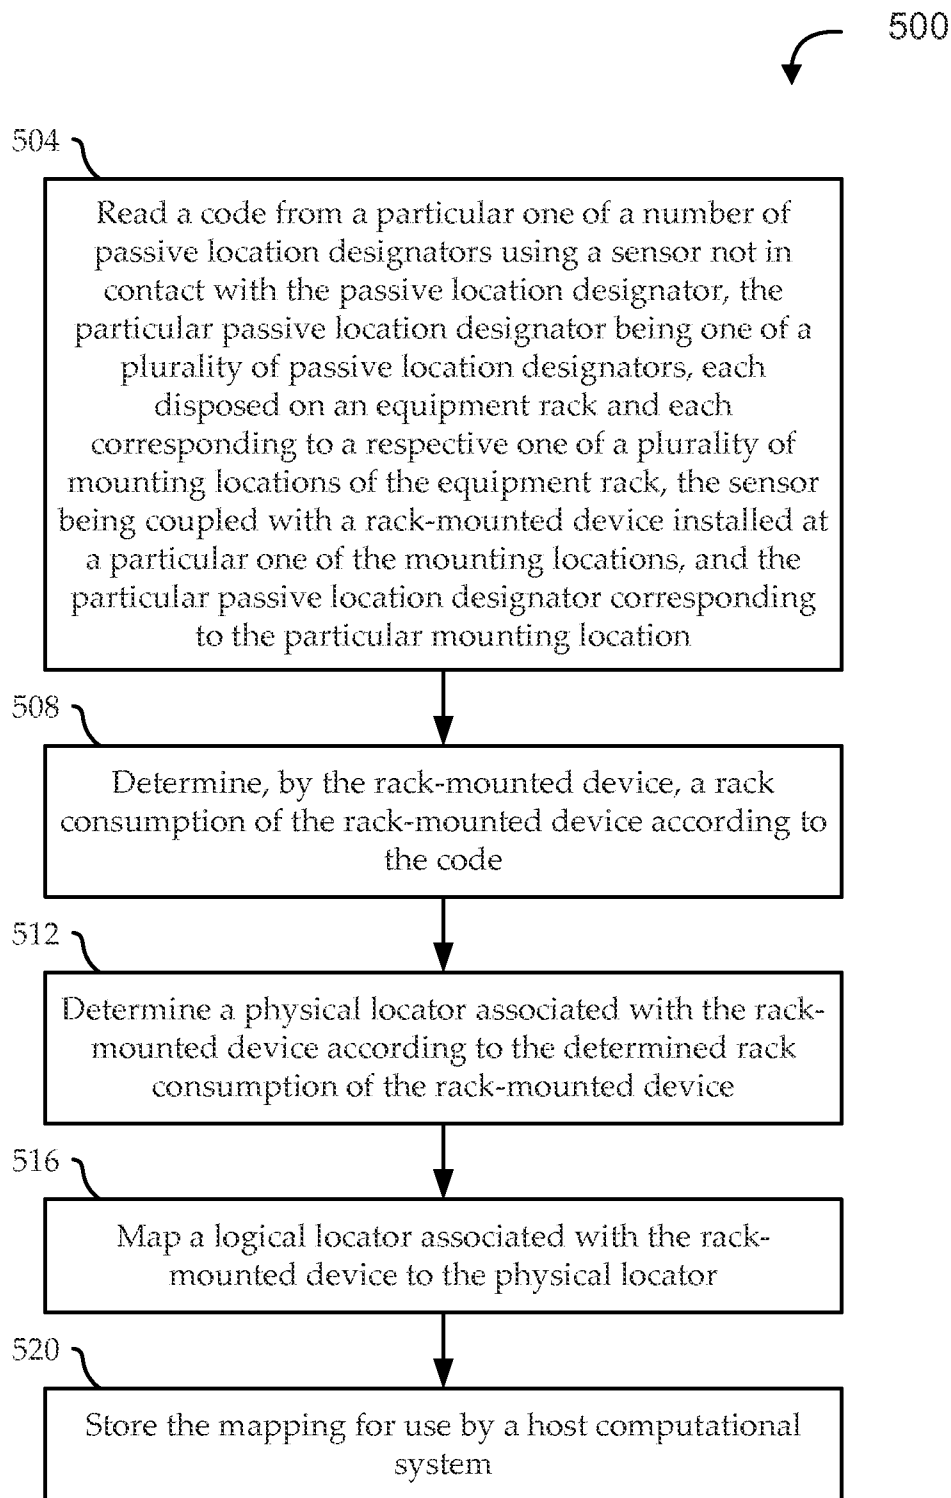 500
504
Read a code from a particular one of a number of
passive location designators using a sensor not in
contact with the passive location designator, the
particular passive location designator being one of a
plurality of passive location designators, each
disposed on an equipment rack and each
corresponding to a respective one of a plurality of
mounting locations of the equipment rack, the sensor
being coupled with a rack-mounted device installed at
a particular one of the mounting locations, and the
particular passive location designator corresponding
to the particular mounting location
508
Determine, by the rack-mounted device, a rack
consumption of the rack-mounted device according to
the code
512
Determine a physical locator associated with the rack-
mounted device according to the determined rack
consumption of the rack-mounted device
516
Map a logical locator associated with the rack-
mounted device to the physical locator
520
Store the mapping for use by a host computational
system